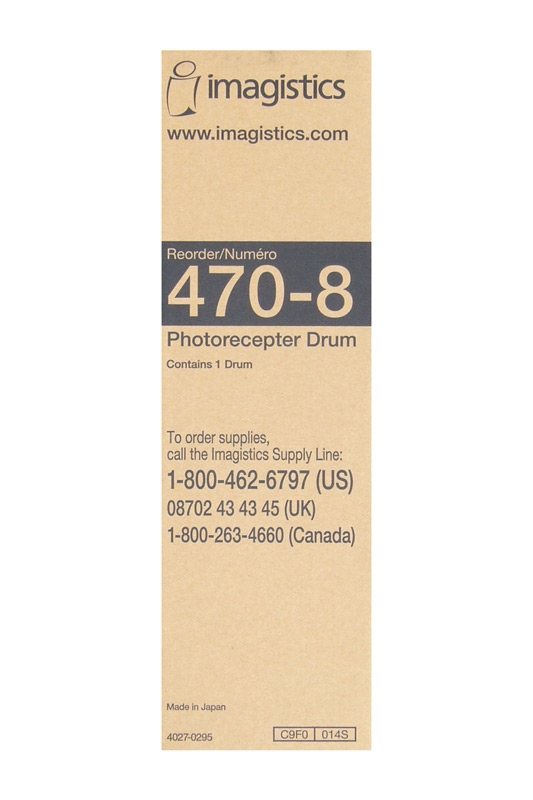 imagistics
www.imagistics.com
Reorder/Numéro
470-8
Photorecepter Drum
Contains 1 Drum
To order supplies,
call the Imagistics Supply Line:
1-800-462-6797 (US)
08702 43 43 45 (UK)
1-800-263-4660 (Canada)
Made in Japan
4027-0295
C9F0 014S